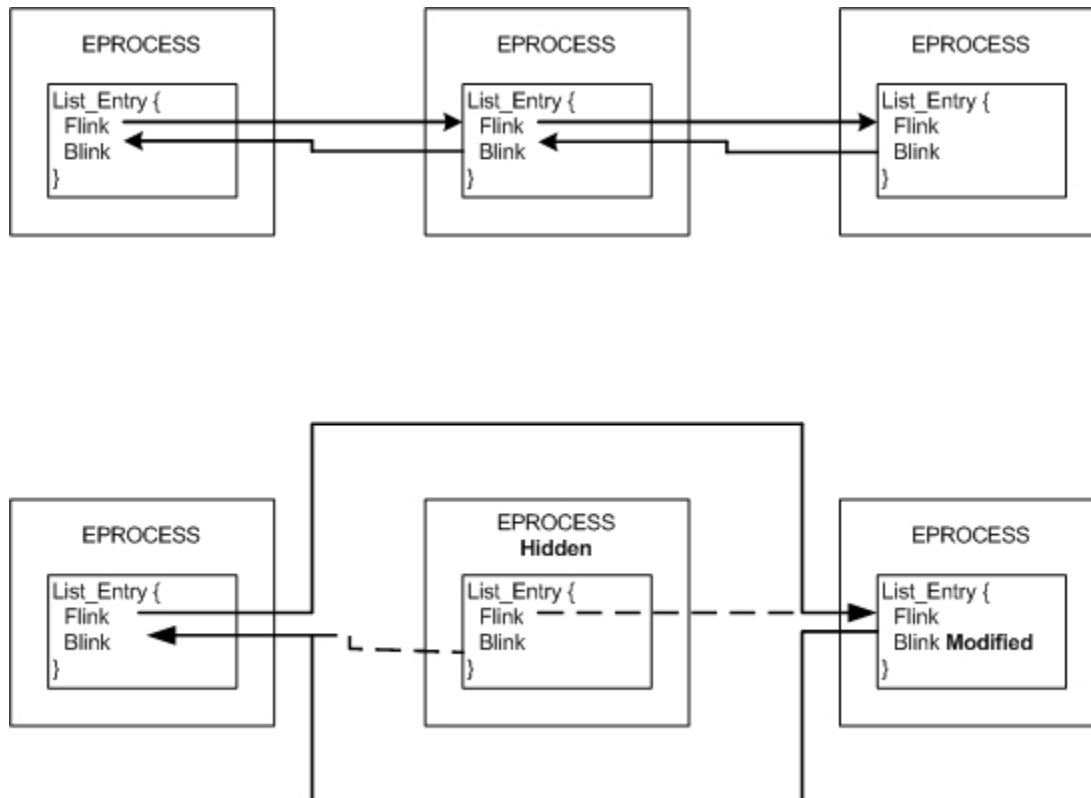 EPROCESS
List_Entry {
Flink
Blink
}
EPROCESS
List_Entry {
Flink
Blink
}
EPROCESS
List_Entry {
Flink
Blink
}
EPROCESS
List_Entry {
Flink
Blink
}
EPROCESS
Hidden
List_Entry {
Flink
Blink
}
EPROCESS
List_Entry {
Flink
Blink Modified
}